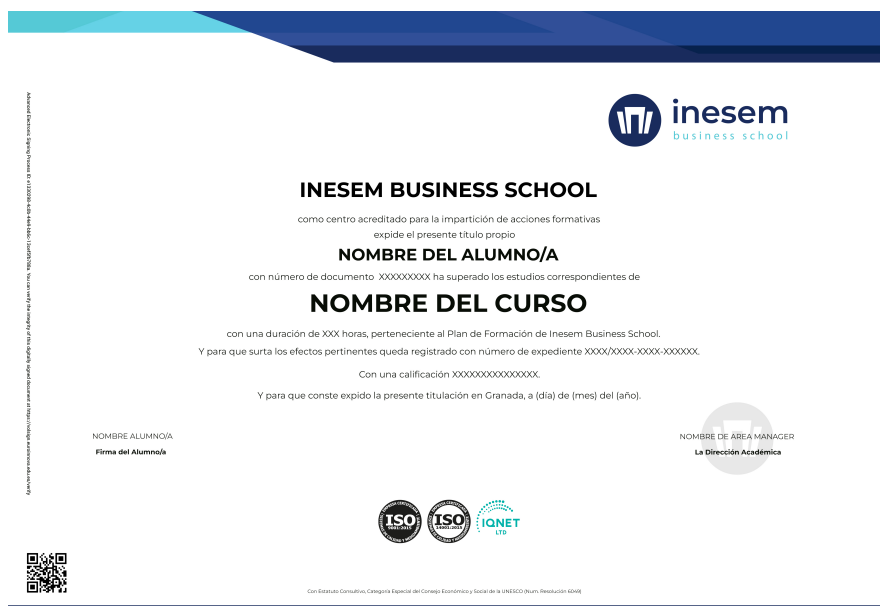 inesem
business school
INESEM BUSINESS SCHOOL
como centro acreditado para la impartición de acciones formativas
expide el presente título propio
NOMBRE DEL ALUMNO/A
con número de documento XXXXXXXXX ha superado los estudios correspondientes de
NOMBRE DEL CURSO
con una duración de XXX horas, perteneciente al Plan de Formación de Inesem Business School.
Y para que surta los efectos pertinentes queda registrado con número de expediente XXXX/XXXX-XXXX-XXXXXX.
Con una calificación XXXXXXXXXXXXXXX.
Y para que conste expido la presente titulación en Granada, a (día) de (mes) del (año).
NOMBRE ALUMNO/A
Firma del Alumno/a
NOMBRE DE AREA MANAGER
La Dirección Académica
ISO
9001:2015
ISO
14001:2015
IQNET
LTD
Con Estatuto Consultivo, Categoría Especial del Consejo Económico y Social de la UNESCO (Num. Resolución 6049)